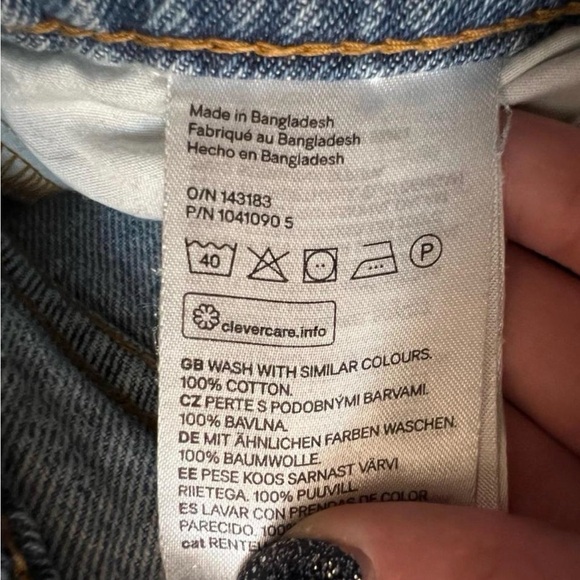 Made in Bangladesh
Fabriqué au Bangladesh
Hecho en Bangladesh
O/N 143183
P/N 1041090 5
40 P
clevercare.info
GB WASH WITH SIMILAR COLOURS.
100% COTTON.
CZ PERTE S PODOBNÝMI BARVAMI.
100% BAVLNA.
DE MIT ÄHNLICHEN FARBEN WASCHEN.
100% BAUMWOLLE.
EE PESE KOOS SARNAST VÄRVI
RIIETEGA. 100% PUUVILL.
ES LAVAR CON PRENDAS DE COLOR
PARECIDO. 100
cat